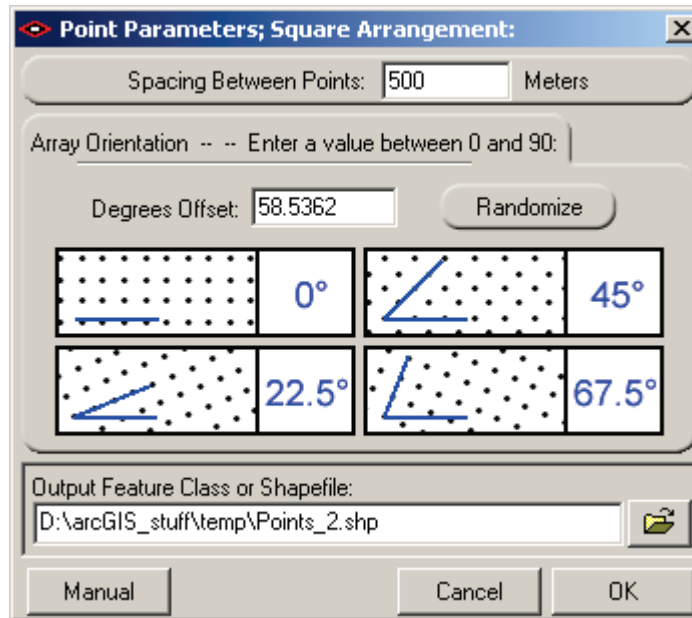 Point Parameters; Square Arrangement:
Spacing Between Points: 500 Meters
Array Orientation -- -- Enter a value between 0 and 90:
Degrees Offset: 58.5362 Randomize
0° 45°
22.5° 67.5°
Output Feature Class or Shapefile:
D:\arcGIS_stuff\temp\Points_2.shp
Manual Cancel OK